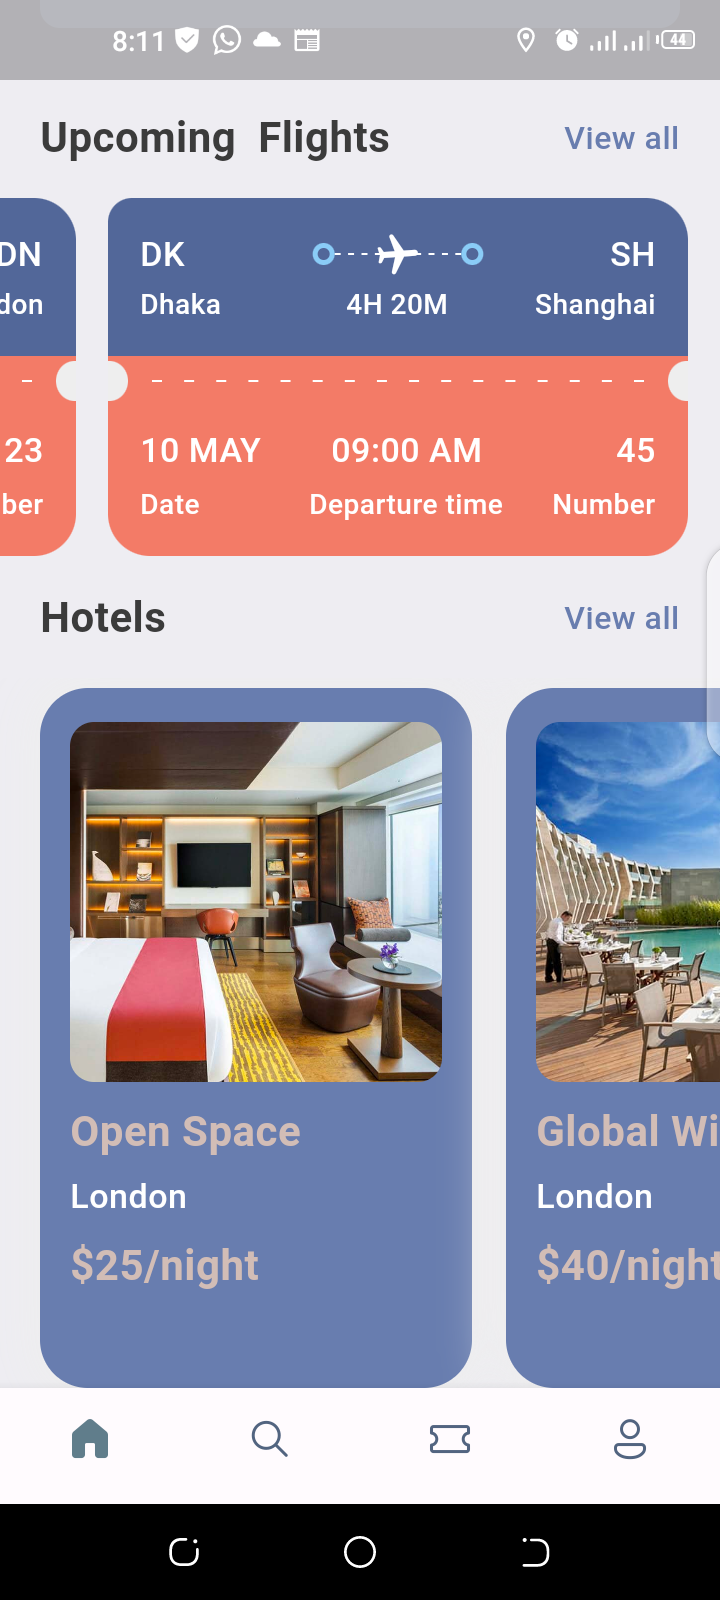 8:11
44
Upcoming Flights
View all
DN
DK
SH
don
Dhaka
4H 20M
Shanghai
23
10 MAY
09:00 AM
45
ber
Date
Departure time
Number
Hotels
View all
Open Space
Global Wi
London
London
$25/night
$40/night